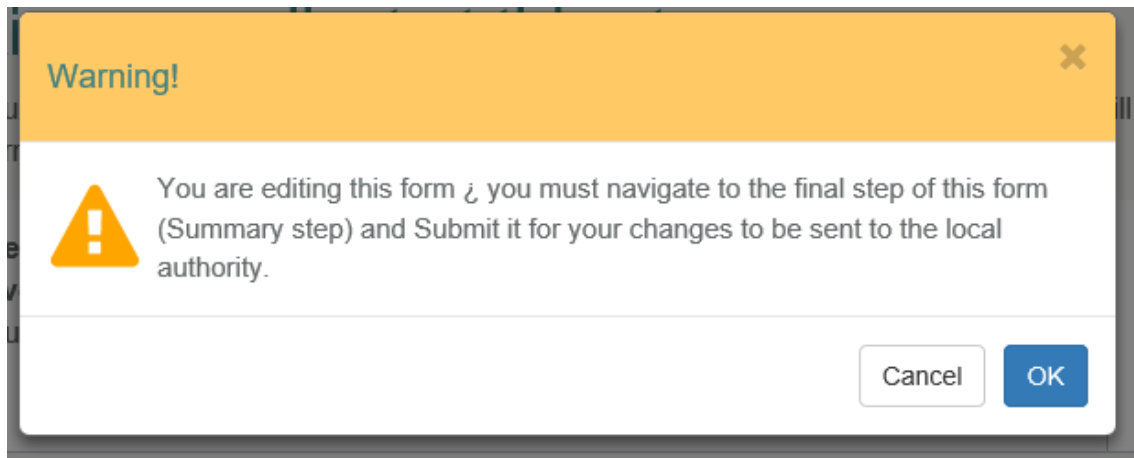 Warning!
You are editing this form ¿ you must navigate to the final step of this form
(Summary step) and Submit it for your changes to be sent to the local
authority.
Cancel
OK